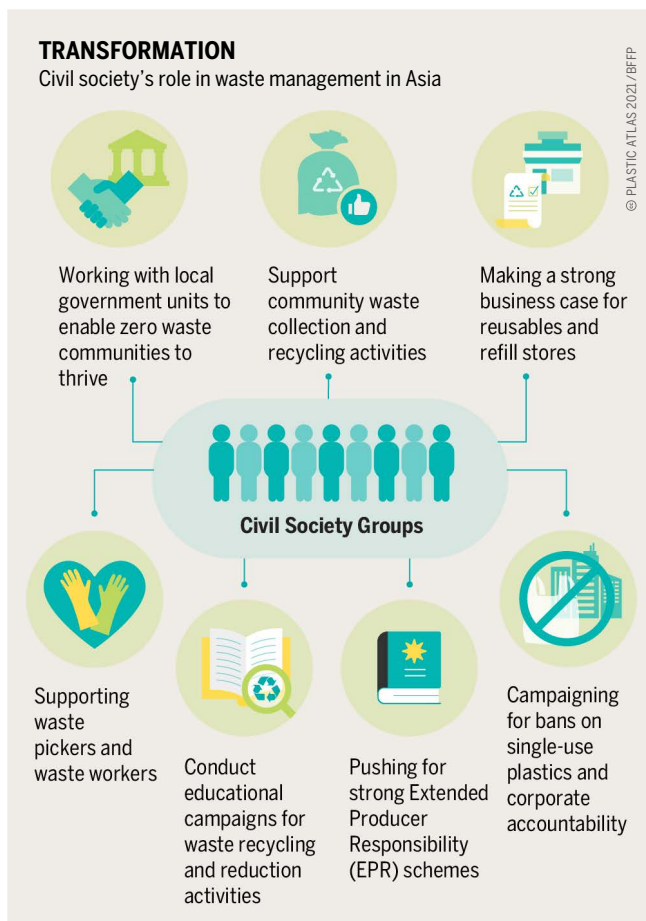 TRANSFORMATION
Civil society's role in waste management in Asia
© PLASTIC ATLAS 2021/BFFP
Working with local
government units to
enable zero waste
communities to
thrive
Support
community waste
collection and
recycling activities
Making a strong
business case for
reusables and
refill stores
Civil Society Groups
Supporting
waste
pickers and
waste workers
Conduct
educational
campaigns for
waste recycling
and reduction
activities
Pushing for
strong Extended
Producer
Responsibility
(EPR) schemes
Campaigning
for bans on
single-use
plastics and
corporate
accountability